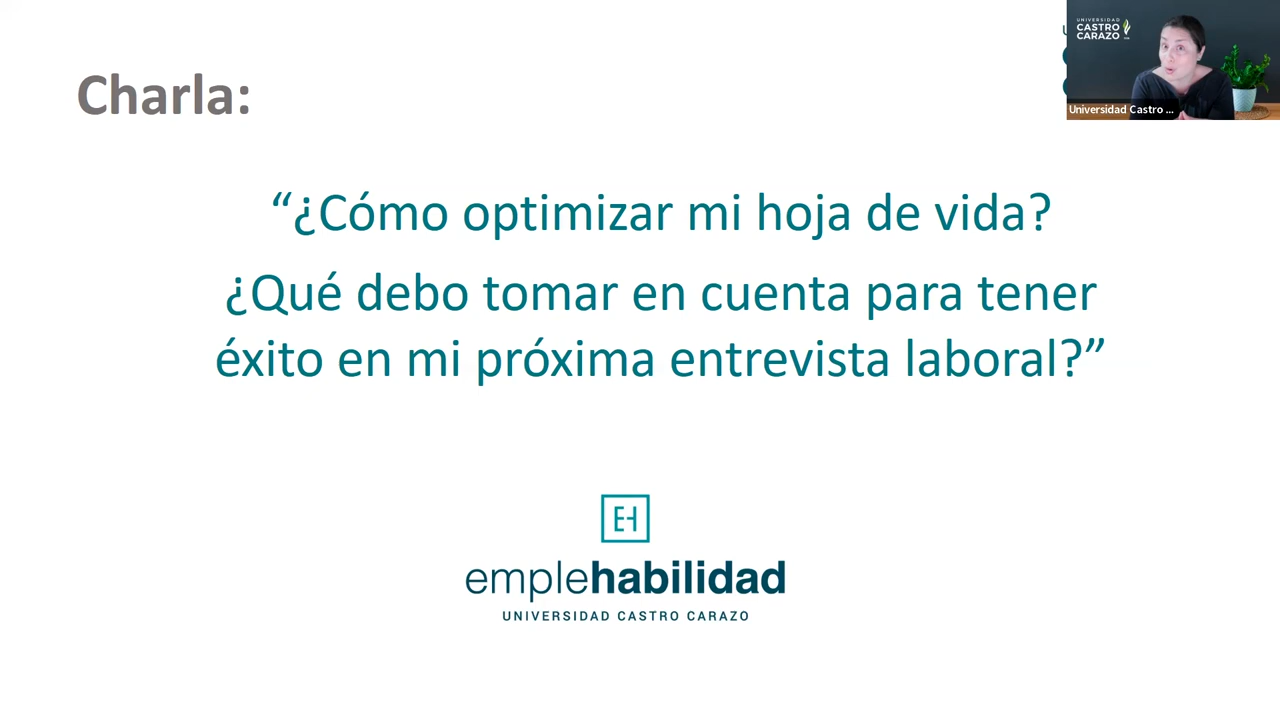 Charla:
“¿Cómo optimizar mi hoja de vida?
¿Qué debo tomar en cuenta para tener
éxito en mi próxima entrevista laboral?”
EH
emplehabilidad
UNIVERSIDAD CASTRO CARAZO
UNIVERSIDAD
CASTRO
CARAZO
Universidad Castro ...